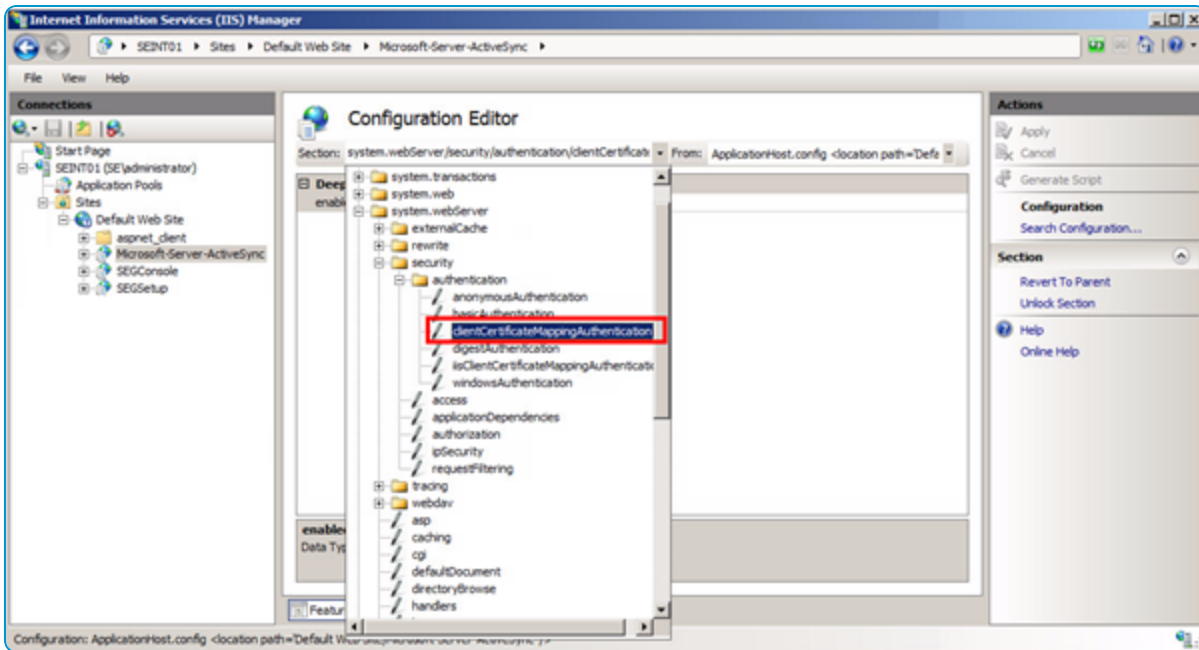 Internet Information Services (IIS) Manager
SEINT01 Sites Default Web Site Microsoft-Server-ActiveSync
File View Help
Connections
Start Page
SEINT01 (SE\administrator)
Application Pools
Sites
Default Web Site
aspnet_client
Microsoft-Server-ActiveSync
SEGConsole
SEGSetup
Configuration Editor
Section: system.webServer/security/authentication/clientCertificate From: ApplicationHost.config <location path='Defa
Deep
enable
system.transactions
system.web
system.webServer
externalCache
rewrite
security
authentication
anonymousAuthentication
basicAuthentication
clientCertificateMappingAuthentication
digestAuthentication
iisClientCertificateMappingAuthenticatio
windowsAuthentication
access
applicationDependencies
authorization
ipSecurity
requestFiltering
tracing
webdav
asp
caching
cgi
defaultDocument
directoryBrowse
handlers
enable
Data Typ
Featur
Actions
Apply
Cancel
Generate Script
Configuration
Search Configuration...
Section
Revert To Parent
Unlock Section
Help
Online Help
Configuration: ApplicationHost.config <location path='Default Web